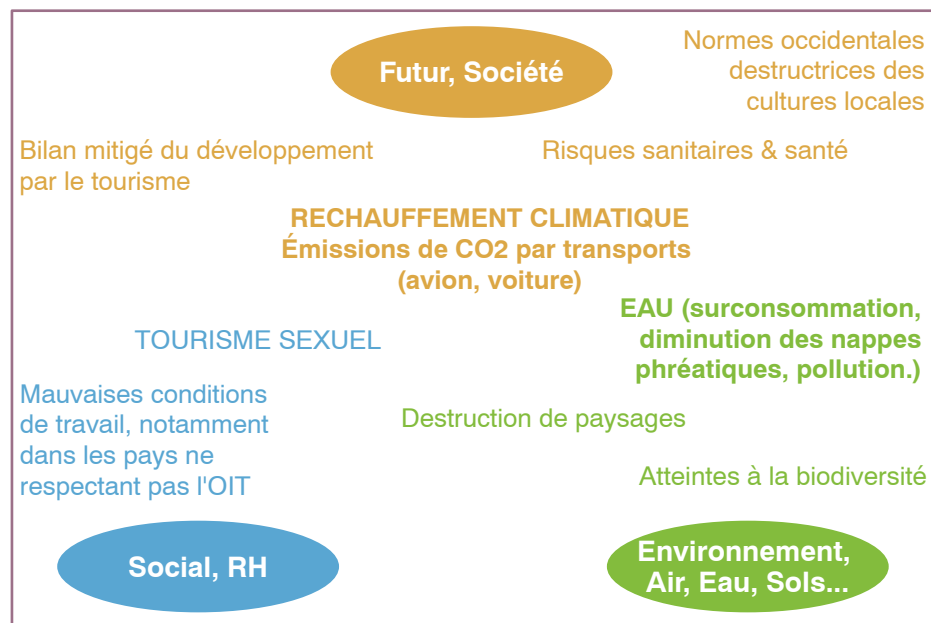 Futur, Société
Normes occidentales
destructrices des
cultures locales
Bilan mitigé du développement
par le tourisme
Risques sanitaires & santé
RECHAUFFEMENT CLIMATIQUE
Émissions de CO2 par transports
(avion, voiture)
EAU (surconsommation,
diminution des nappes
phréatiques, pollution.)
TOURISME SEXUEL
Mauvaises conditions
de travail, notamment
dans les pays ne
respectant pas l'OIT
Destruction de paysages
Atteintes à la biodiversité
Social, RH
Environnement,
Air, Eau, Sols...